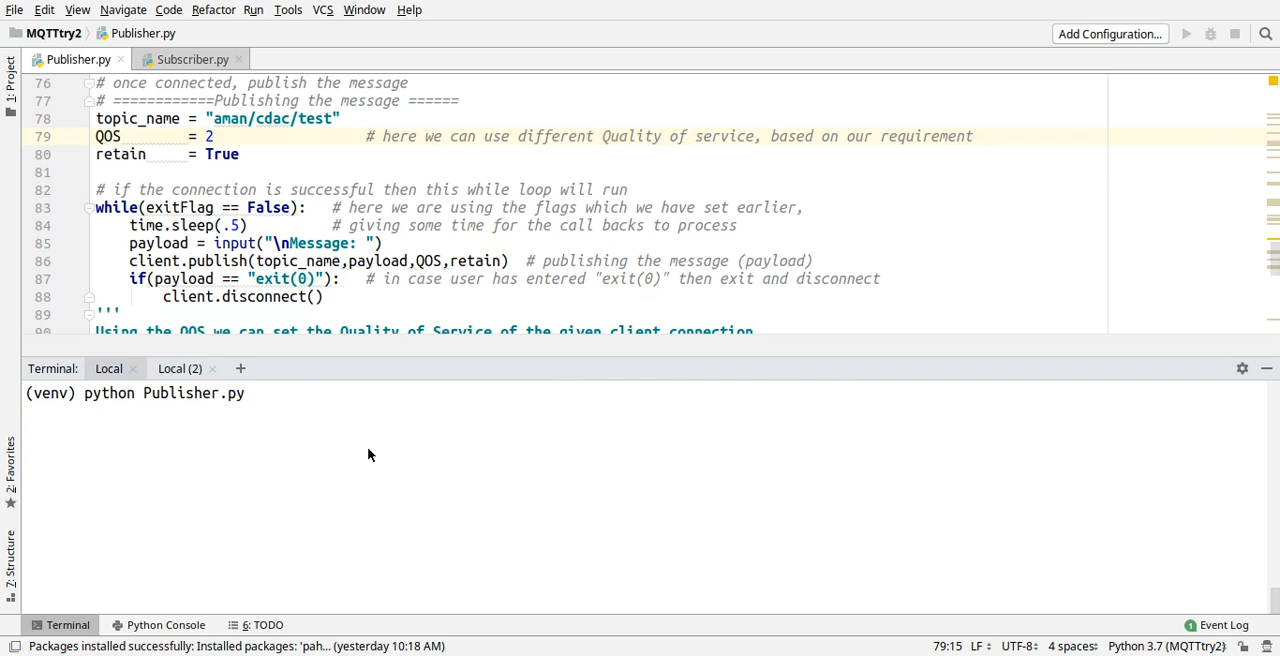 File Edit View Navigate Code Refactor Run Tools VCS Window Help
MQTTtry2 Publisher.py Add Configuration...
1: Project
Publisher.py Subscriber.py
76 # once connected, publish the message
77 # ============Publishing the message ======
78 topic_name = "aman/cdac/test"
79 QOS = 2 # here we can use different Quality of service, based on our requirement
80 retain = True
81
82 # if the connection is successful then this while loop will run
83 while(exitFlag == False): # here we are using the flags which we have set earlier,
84 time.sleep(.5) # giving some time for the call backs to process
85 payload = input("\nMessage: ")
86 client.publish(topic_name,payload,QOS,retain) # publishing the message (payload)
87 if(payload == "exit(0)"): # in case user has entered "exit(0)" then exit and disconnect
88 client.disconnect()
89 '''
90 Using the QOS we can set the Quality of Service of the given client connection
Terminal: Local Local (2)
(venv) python Publisher.py
2: Favorites
7: Structure
Terminal Python Console 6: TODO 1 Event Log
Packages installed successfully: Installed packages: 'pah... (yesterday 10:18 AM) 79:15 LF UTF-8 4 spaces Python 3.7 (MQTTtry2)